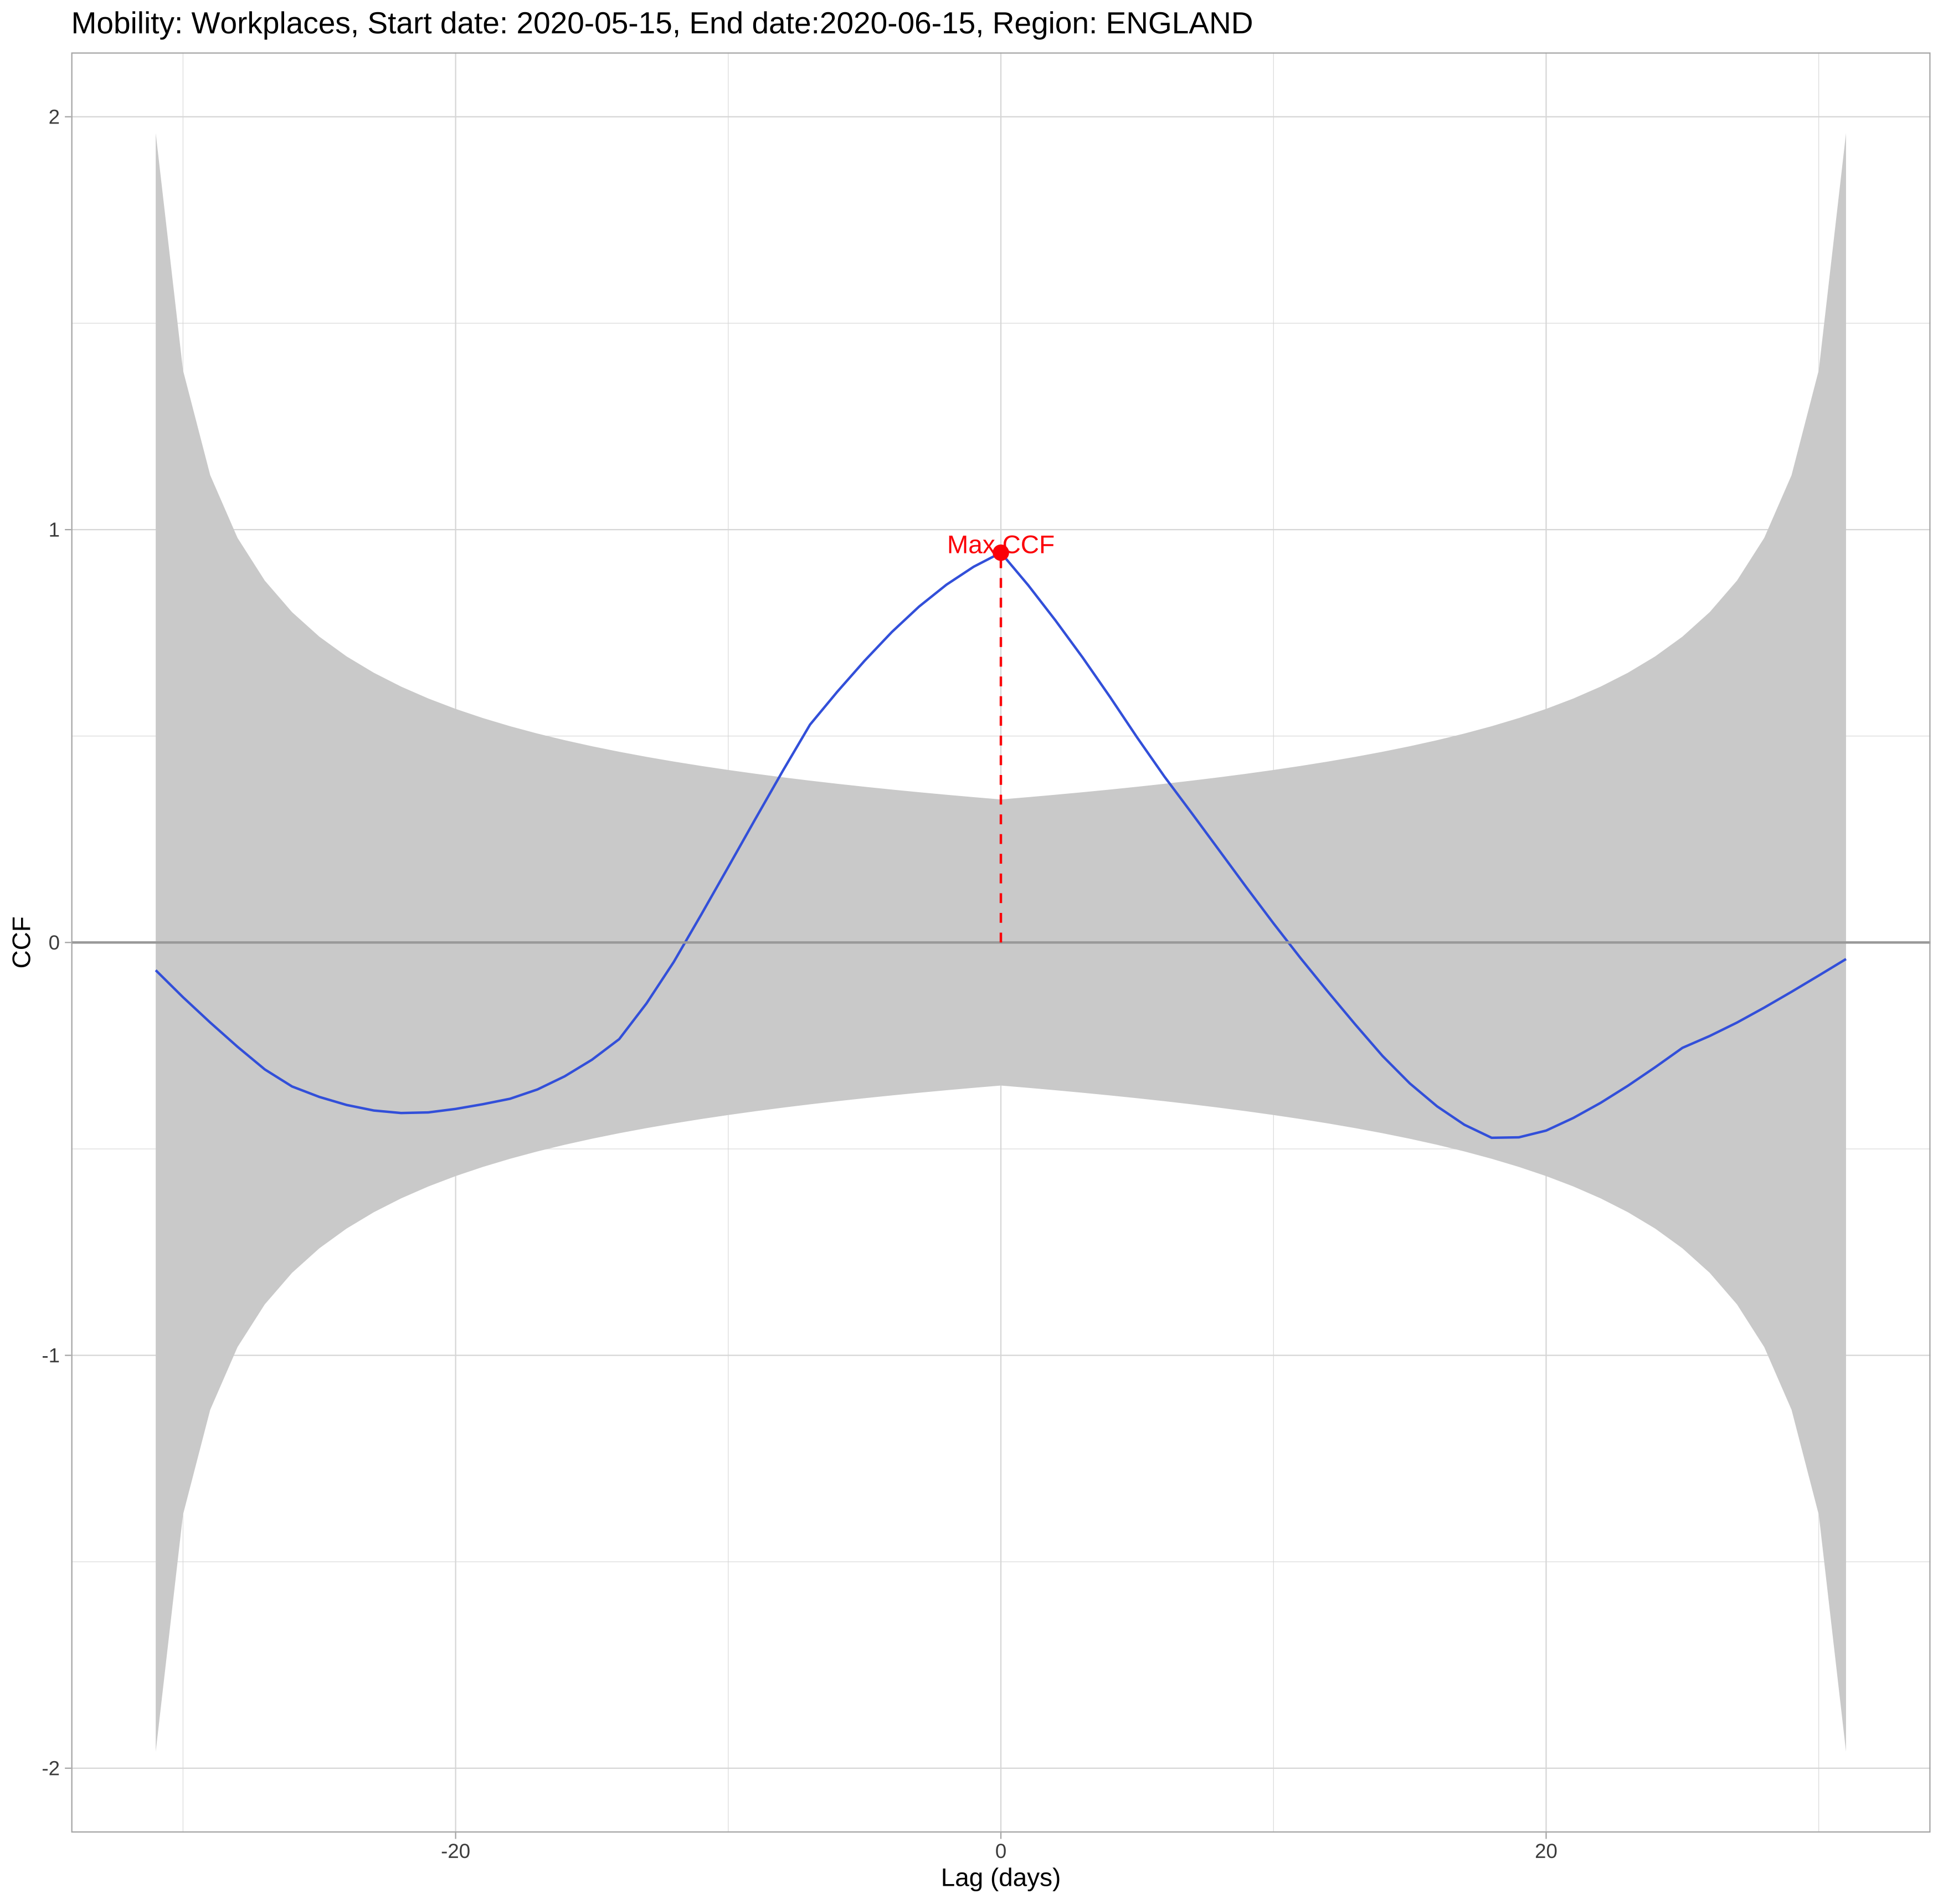 Mobility: Workplaces, Start date: 2020-05-15, End date:2020-06-15, Region: ENGLAND
2
1
Max CCF
CCF
0
-1
-2
-20
0
20
Lag (days)